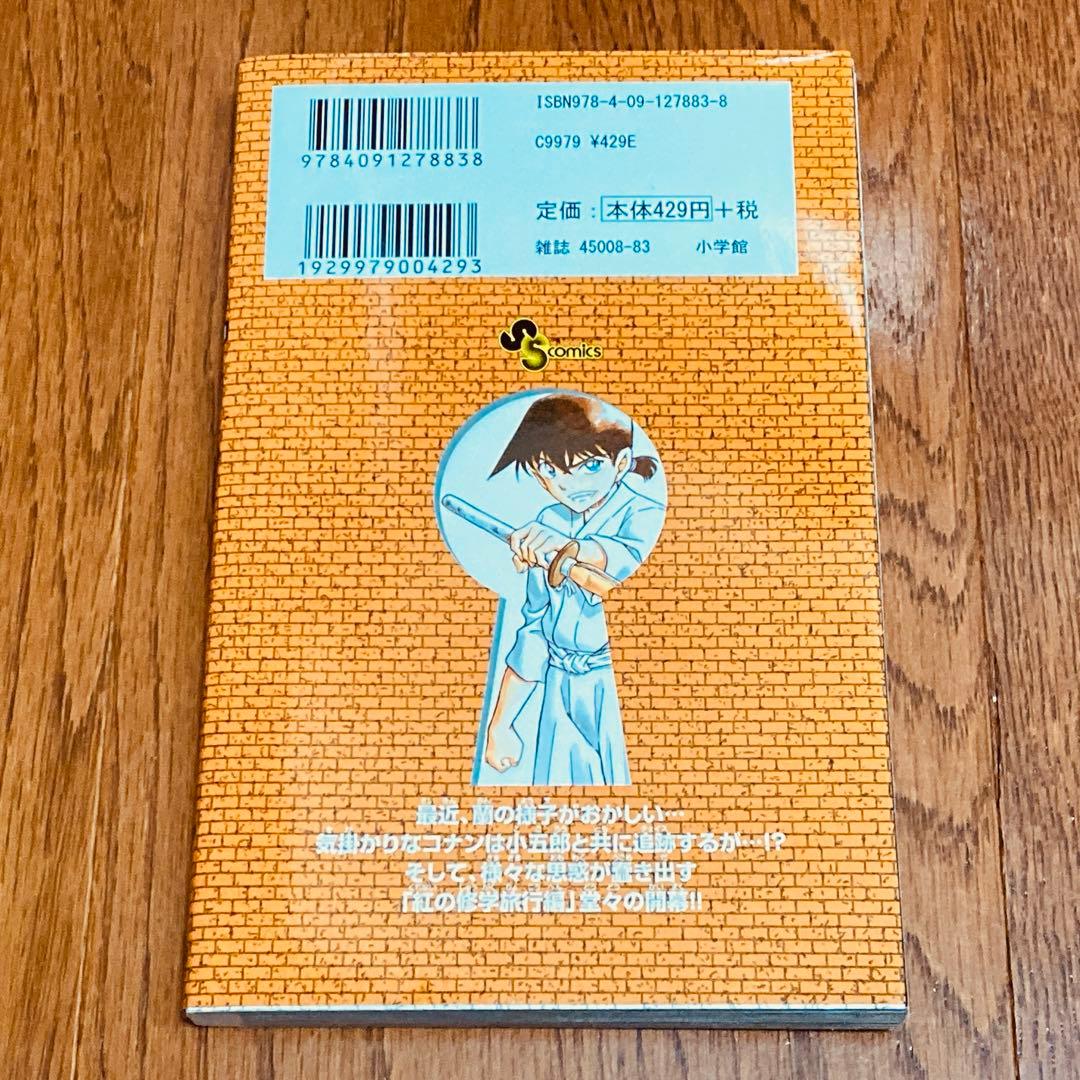 ISBN978-4-09-127883-8
9784091278838
C9979 ¥429E
定価：本体429円＋税
1929979004293
雑誌 45008-83 小学館
SS comics
最近、蘭の様子がおかしい…
気掛かりなコナンは小五郎と共に追跡するが…!?
そして、様々な思惑が蠢き出す
「紅の修学旅行編」堂々の開幕!!